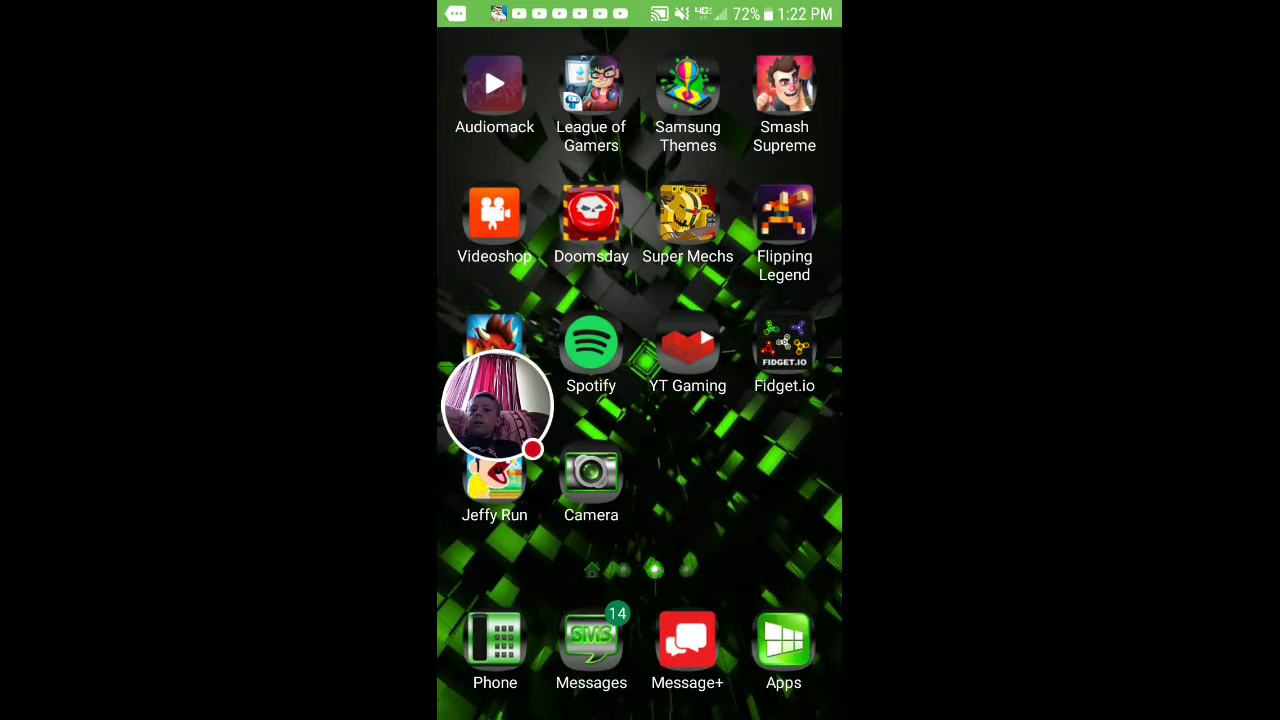 4G 72% 1:22 PM
Audiomack
League of
Gamers
Samsung
Themes
Smash
Supreme
Videoshop
Doomsday
Super Mechs
Flipping
Legend
FIDGET.IO
Spotify
YT Gaming
Fidget.io
Jeffy Run
Camera
14
SMS
Phone
Messages
Message+
Apps